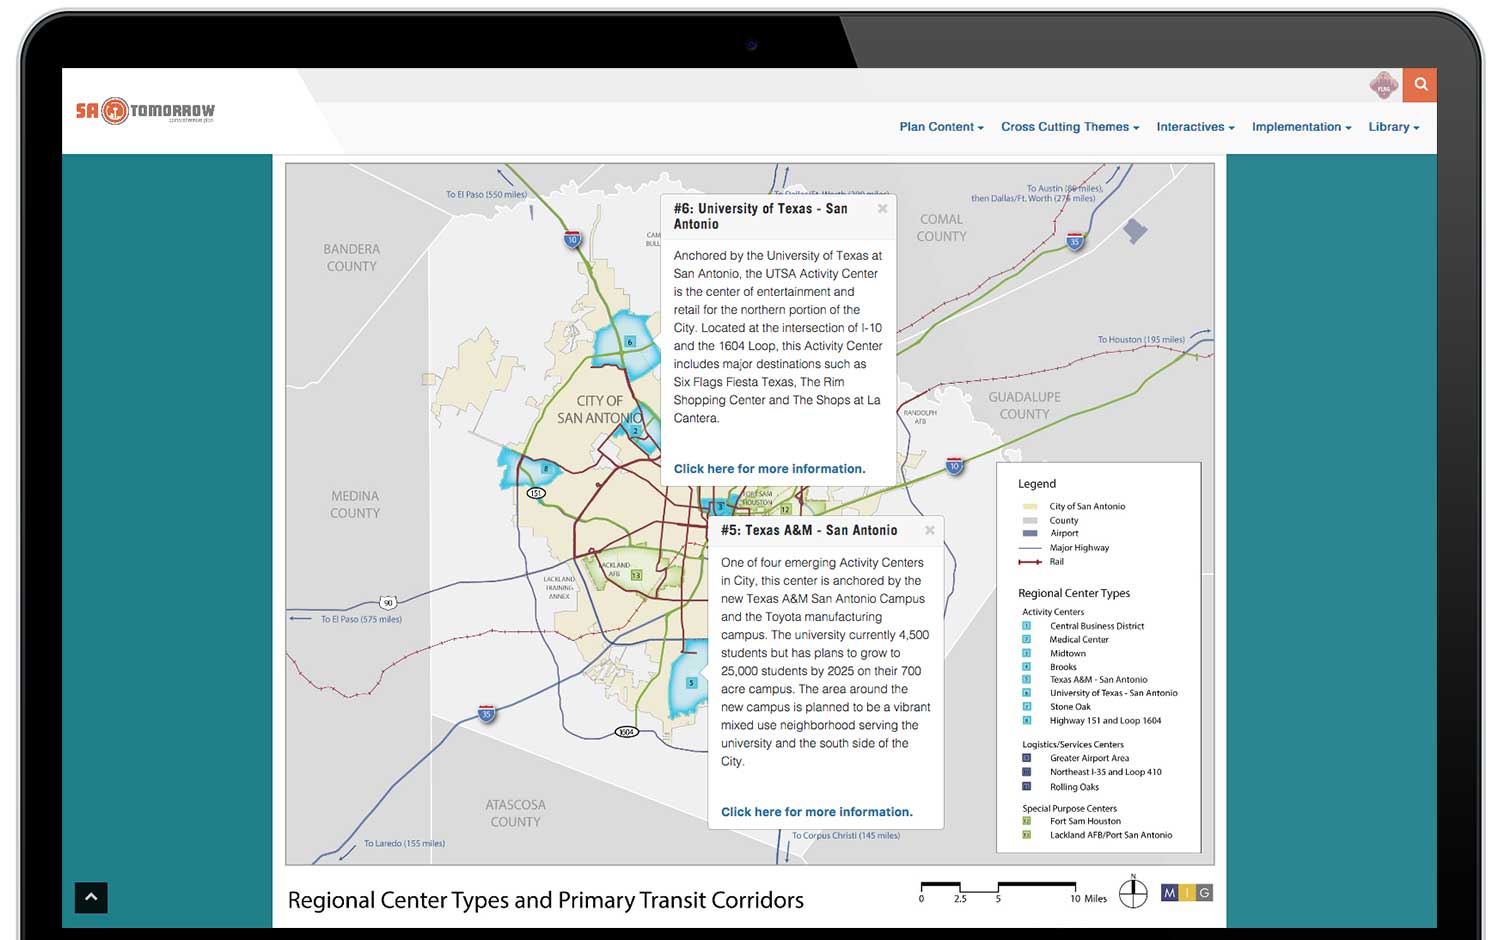 SA TOMORROW
Plan Content
Cross Cutting Themes
Interactives
Implementation
Library
To El Paso (550 miles)
To Austin (80 miles),
then Dallas/Ft. Worth (275 miles)
BANDERA
COUNTY
COMAL
COUNTY
10
35
#6: University of Texas - San
Antonio
Anchored by the University of Texas at
San Antonio, the UTSA Activity Center
is the center of entertainment and
retail for the northern portion of the
City. Located at the intersection of I-10
and the 1604 Loop, this Activity Center
includes major destinations such as
Six Flags Fiesta Texas, The Rim
Shopping Center and The Shops at La
Cantera.
Click here for more information.
6
To Houston (195 miles)
CITY OF
SAN ANTONIO
2
GUADALUPE
COUNTY
RANDOLPH
AFB
8
10
151
MEDINA
COUNTY
FORT SAM
HOUSTON
3
12
#5: Texas A&M - San Antonio
One of four emerging Activity Centers
in City, this center is anchored by the
new Texas A&M San Antonio Campus
and the Toyota manufacturing
campus. The university currently 4,500
students but has plans to grow to
25,000 students by 2025 on their 700
acre campus. The area around the
new campus is planned to be a vibrant
mixed use neighborhood serving the
university and the south side of the
City.
Click here for more information.
LACKLAND
AFB
13
LACKLAND
TRAINING
ANNEX
90
To El Paso (575 miles)
5
35
1604
ATASCOSA
COUNTY
To Laredo (155 miles)
To Corpus Christi (145 miles)
Legend
City of San Antonio
County
Airport
Major Highway
Rail
Regional Center Types
Activity Centers
1 Central Business District
2 Medical Center
3 Midtown
4 Brooks
5 Texas A&M - San Antonio
6 University of Texas - San Antonio
7 Stone Oak
8 Highway 151 and Loop 1604
Logistics/Services Centers
Greater Airport Area
Northeast I-35 and Loop 410
Rolling Oaks
Special Purpose Centers
12 Fort Sam Houston
13 Lackland AFB/Port San Antonio
Regional Center Types and Primary Transit Corridors
0 2.5 5 10 Miles
N
M I G